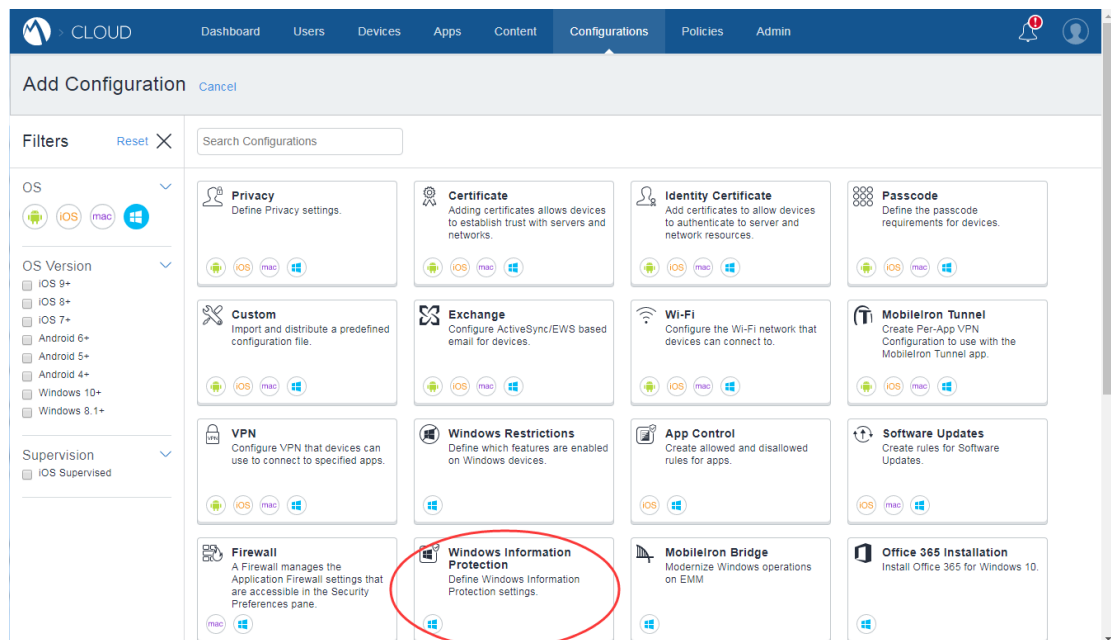 > CLOUD
Dashboard
Users
Devices
Apps
Content
Configurations
Policies
Admin
Add Configuration
Cancel
Filters
Reset
Search Configurations
OS
iOS
mac
OS Version
iOS 9+
iOS 8+
iOS 7+
Android 6+
Android 5+
Android 4+
Windows 10+
Windows 8.1+
Supervision
iOS Supervised
Privacy
Define Privacy settings.
iOS
mac
Certificate
Adding certificates allows devices
to establish trust with servers and
networks.
iOS
mac
Identity Certificate
Add certificates to allow devices
to authenticate to server and
network resources.
iOS
mac
Passcode
Define the passcode
requirements for devices.
iOS
mac
Custom
Import and distribute a predefined
configuration file.
iOS
mac
Exchange
Configure ActiveSync/EWS based
email for devices.
iOS
mac
Wi-Fi
Configure the Wi-Fi network that
devices can connect to.
iOS
mac
MobileIron Tunnel
Create Per-App VPN
Configuration to use with the
MobileIron Tunnel app.
iOS
mac
VPN
VPN
Configure VPN that devices can
use to connect to specified apps.
iOS
mac
Windows Restrictions
Define which features are enabled
on Windows devices.
App Control
Create allowed and disallowed
rules for apps.
iOS
Software Updates
Create rules for Software
Updates.
iOS
mac
Firewall
A Firewall manages the
Application Firewall settings that
are accessible in the Security
Preferences pane.
mac
Windows Information
Protection
Define Windows Information
Protection settings.
MobileIron Bridge
Modernize Windows operations
on EMM
Office 365 Installation
Install Office 365 for Windows 10.